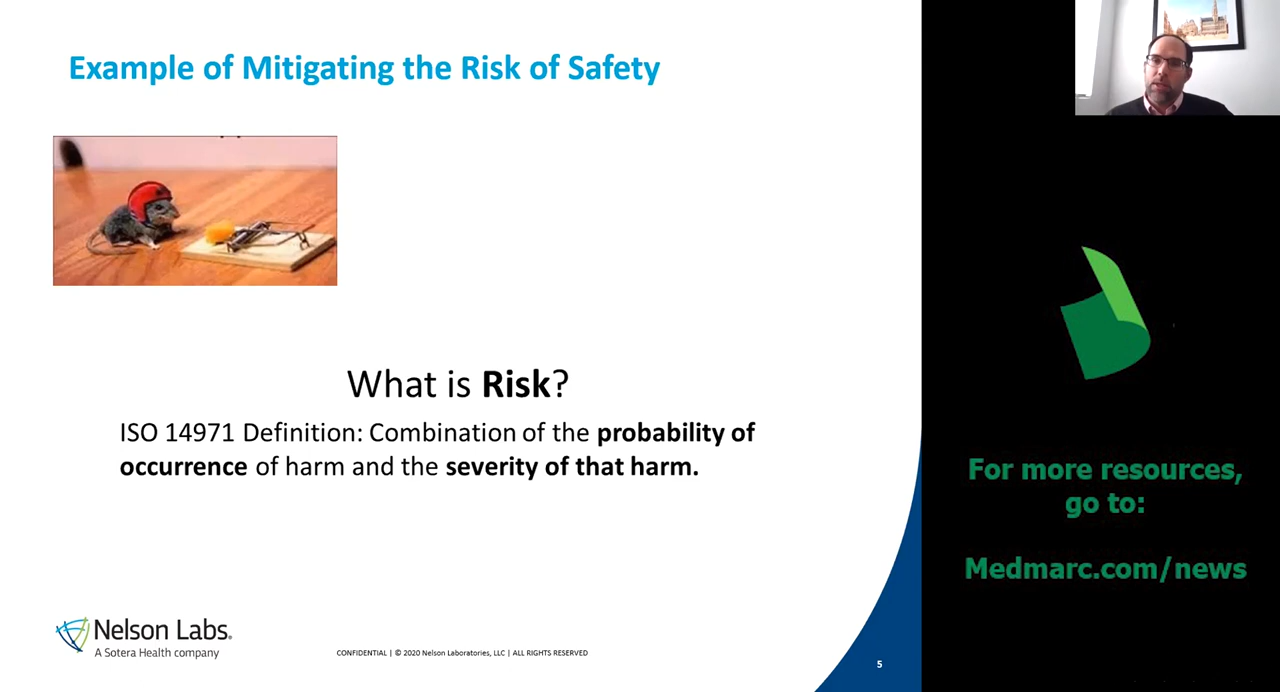 Example of Mitigating the Risk of Safety
What is Risk?
ISO 14971 Definition: Combination of the probability of
occurrence of harm and the severity of that harm.
Nelson Labs®
A Sotera Health company
CONFIDENTIAL | © 2020 Nelson Laboratories, LLC | ALL RIGHTS RESERVED
5
For more resources,
go to:
Medmarc.com/news